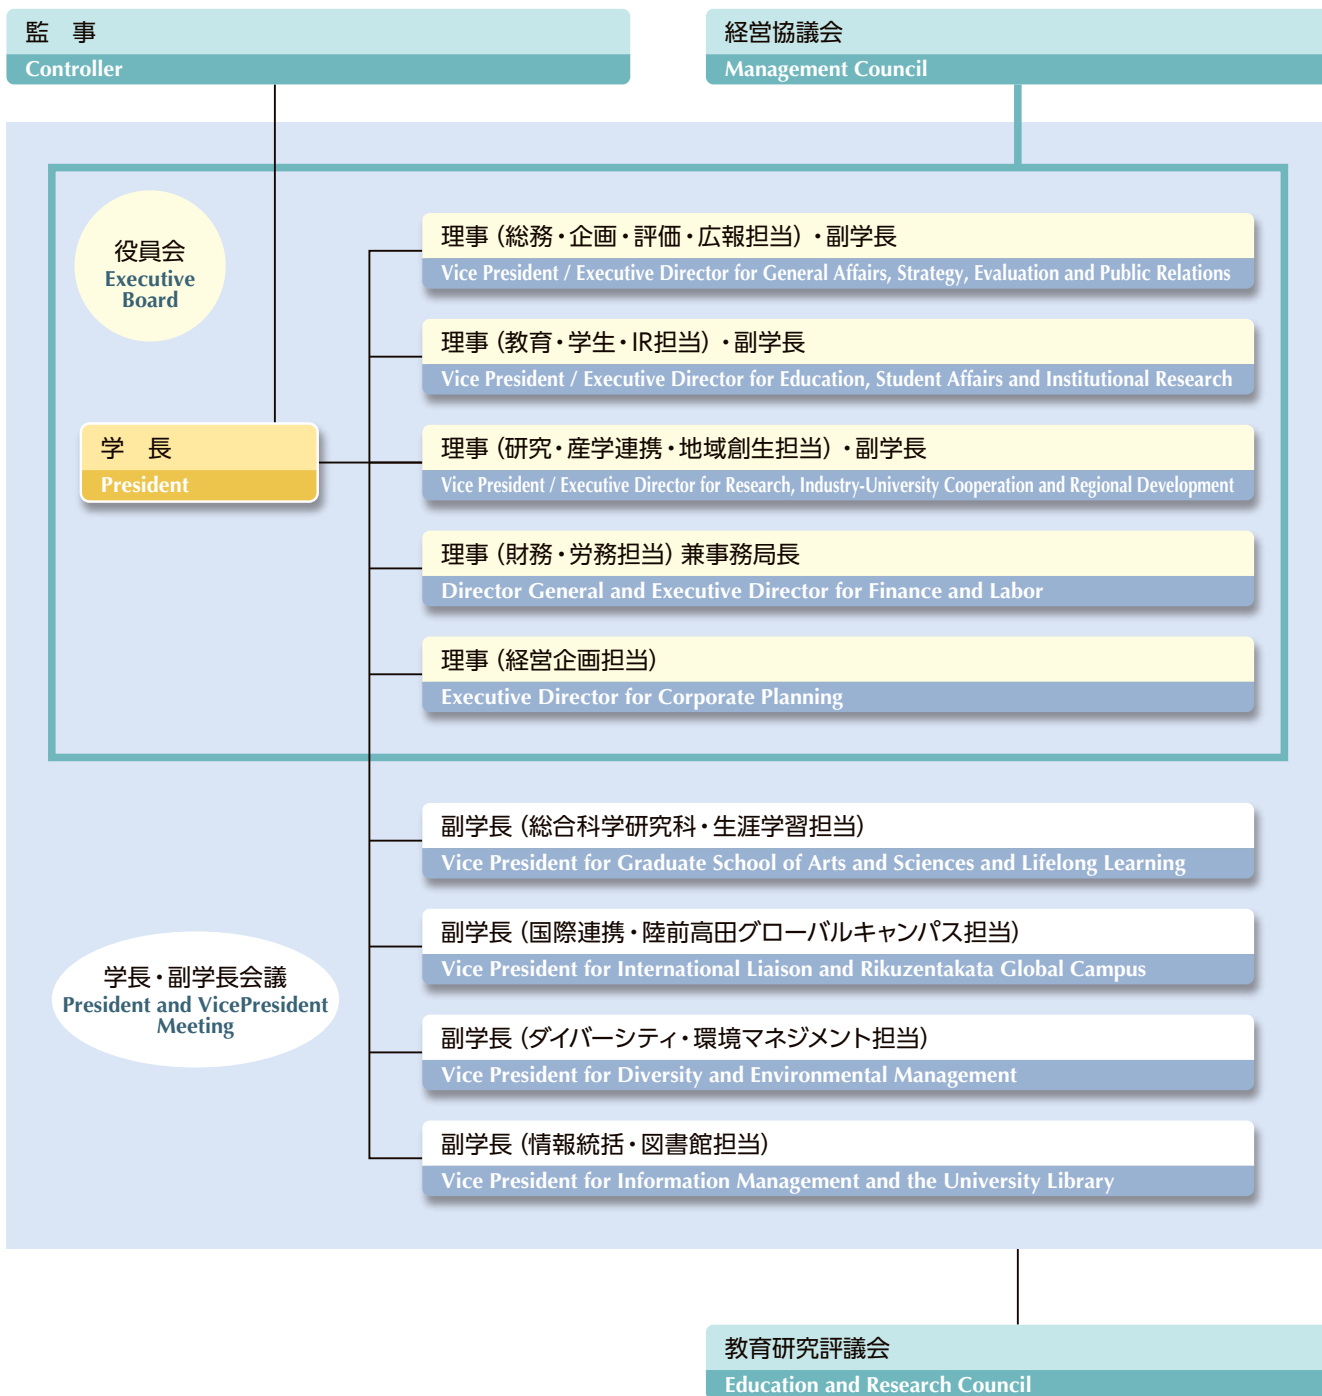 監　事
Controller
経営協議会
Management Council
役員会
Executive
Board
理事（総務・企画・評価・広報担当）・副学長
Vice President / Executive Director for General Affairs, Strategy, Evaluation and Public Relations
理事（教育・学生・IR担当）・副学長
Vice President / Executive Director for Education, Student Affairs and Institutional Research
学　長
President
理事（研究・産学連携・地域創生担当）・副学長
Vice President / Executive Director for Research, Industry-University Cooperation and Regional Development
理事（財務・労務担当）兼事務局長
Director General and Executive Director for Finance and Labor
理事（経営企画担当）
Executive Director for Corporate Planning
副学長（総合科学研究科・生涯学習担当）
Vice President for Graduate School of Arts and Sciences and Lifelong Learning
副学長（国際連携・陸前高田グローバルキャンパス担当）
Vice President for International Liaison and Rikuzentakata Global Campus
学長・副学長会議
President and VicePresident
Meeting
副学長（ダイバーシティ・環境マネジメント担当）
Vice President for Diversity and Environmental Management
副学長（情報統括・図書館担当）
Vice President for Information Management and the University Library
教育研究評議会
Education and Research Council